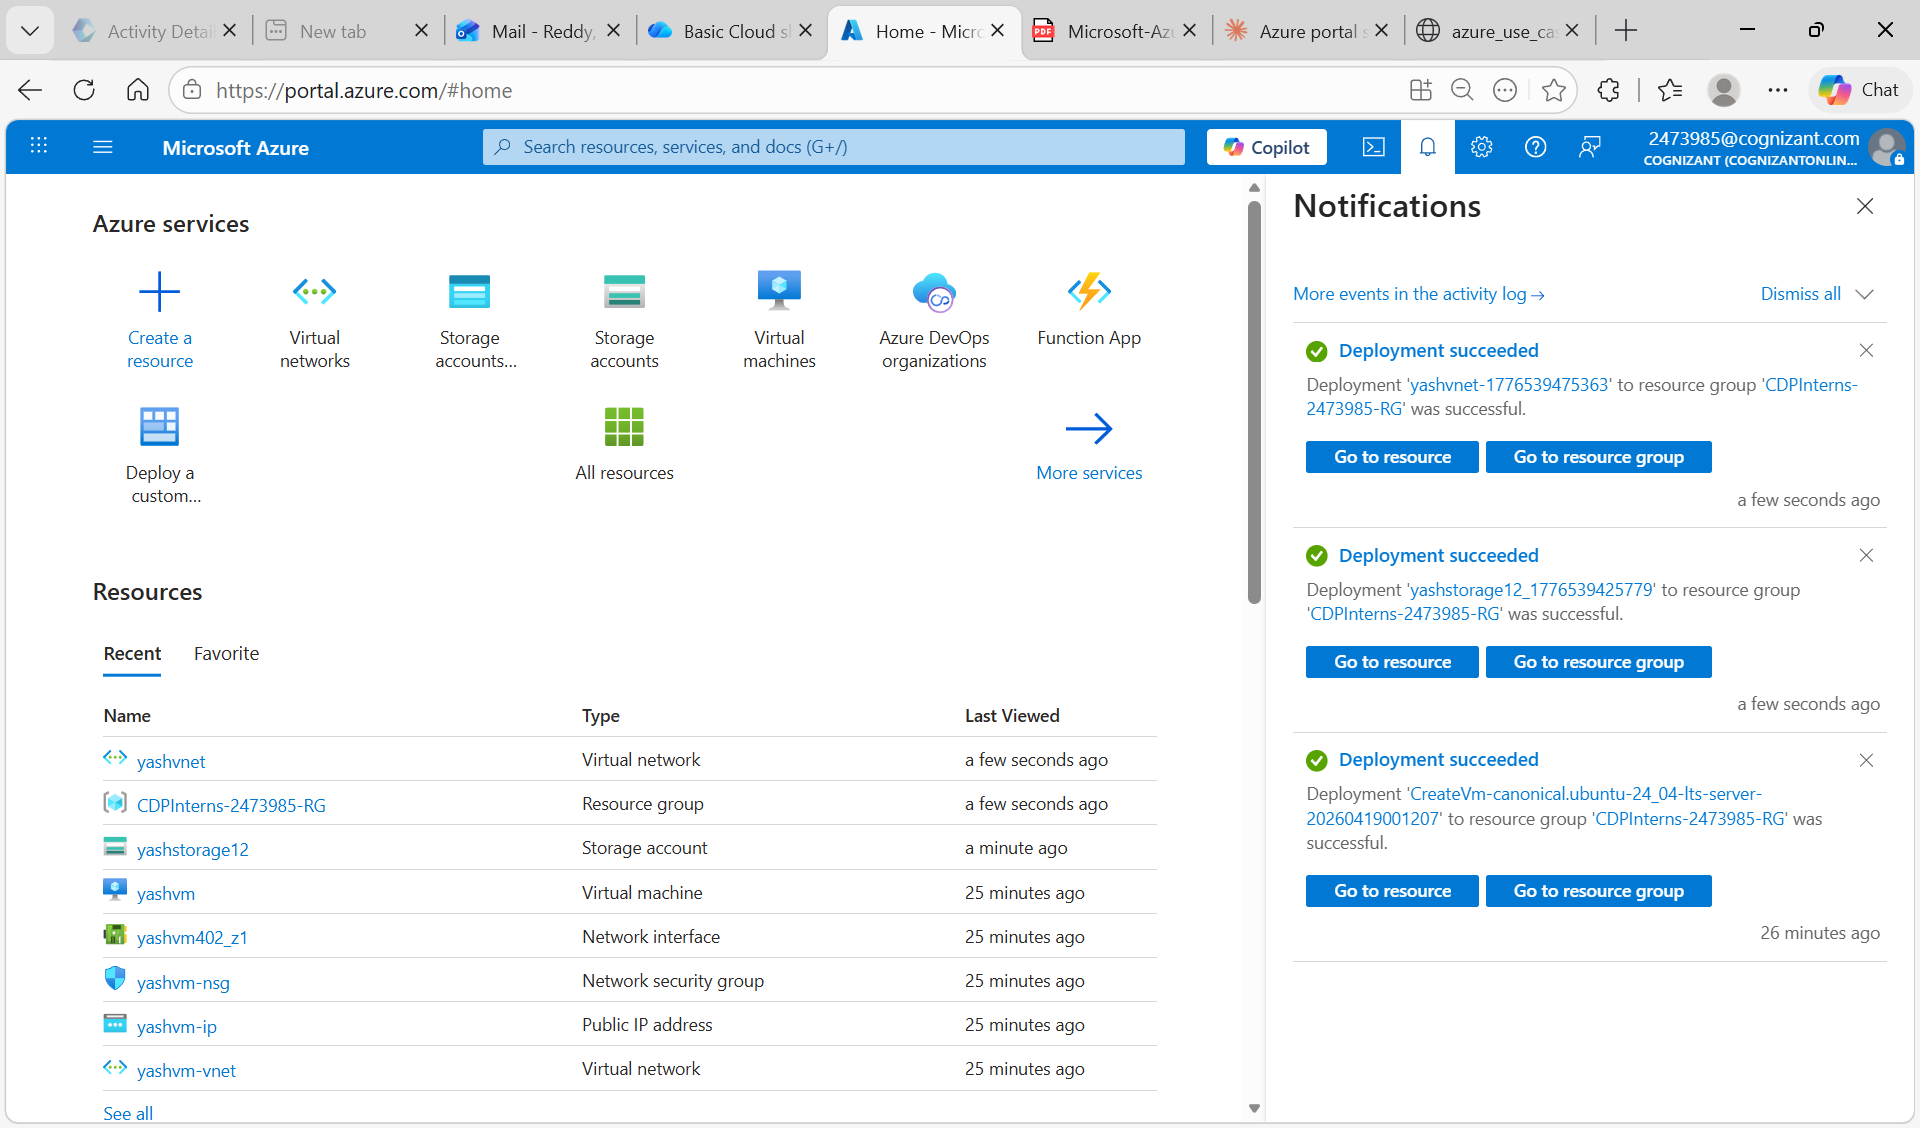 Activity Detai
New tab
Mail - Reddy,
Basic Cloud s
Home - Micro
Microsoft-Azu
Azure portal s
azure_use_ca
https://portal.azure.com/#home
Chat
Microsoft Azure
Search resources, services, and docs (G+/)
Copilot
2473985@cognizant.com
COGNIZANT (COGNIZANTONLIN...
Azure services
Create a resource
Virtual networks
Storage accounts...
Storage accounts
Virtual machines
Azure DevOps organizations
Function App
Deploy a custom...
All resources
More services
Resources
Recent Favorite
Name Type Last Viewed
yashvnet Virtual network a few seconds ago
CDPInterns-2473985-RG Resource group a few seconds ago
yashstorage12 Storage account a minute ago
yashvm Virtual machine 25 minutes ago
yashvm402_z1 Network interface 25 minutes ago
yashvm-nsg Network security group 25 minutes ago
yashvm-ip Public IP address 25 minutes ago
yashvm-vnet Virtual network 25 minutes ago
See all
Notifications
More events in the activity log→ Dismiss all
Deployment succeeded
Deployment 'yashvnet-1776539475363' to resource group 'CDPInterns-
2473985-RG' was successful.
Go to resource Go to resource group
a few seconds ago
Deployment succeeded
Deployment 'yashstorage12_1776539425779' to resource group
'CDPInterns-2473985-RG' was successful.
Go to resource Go to resource group
a few seconds ago
Deployment succeeded
Deployment 'CreateVm-canonical.ubuntu-24_04-lts-server-
20260419001207' to resource group 'CDPInterns-2473985-RG' was
successful.
Go to resource Go to resource group
26 minutes ago